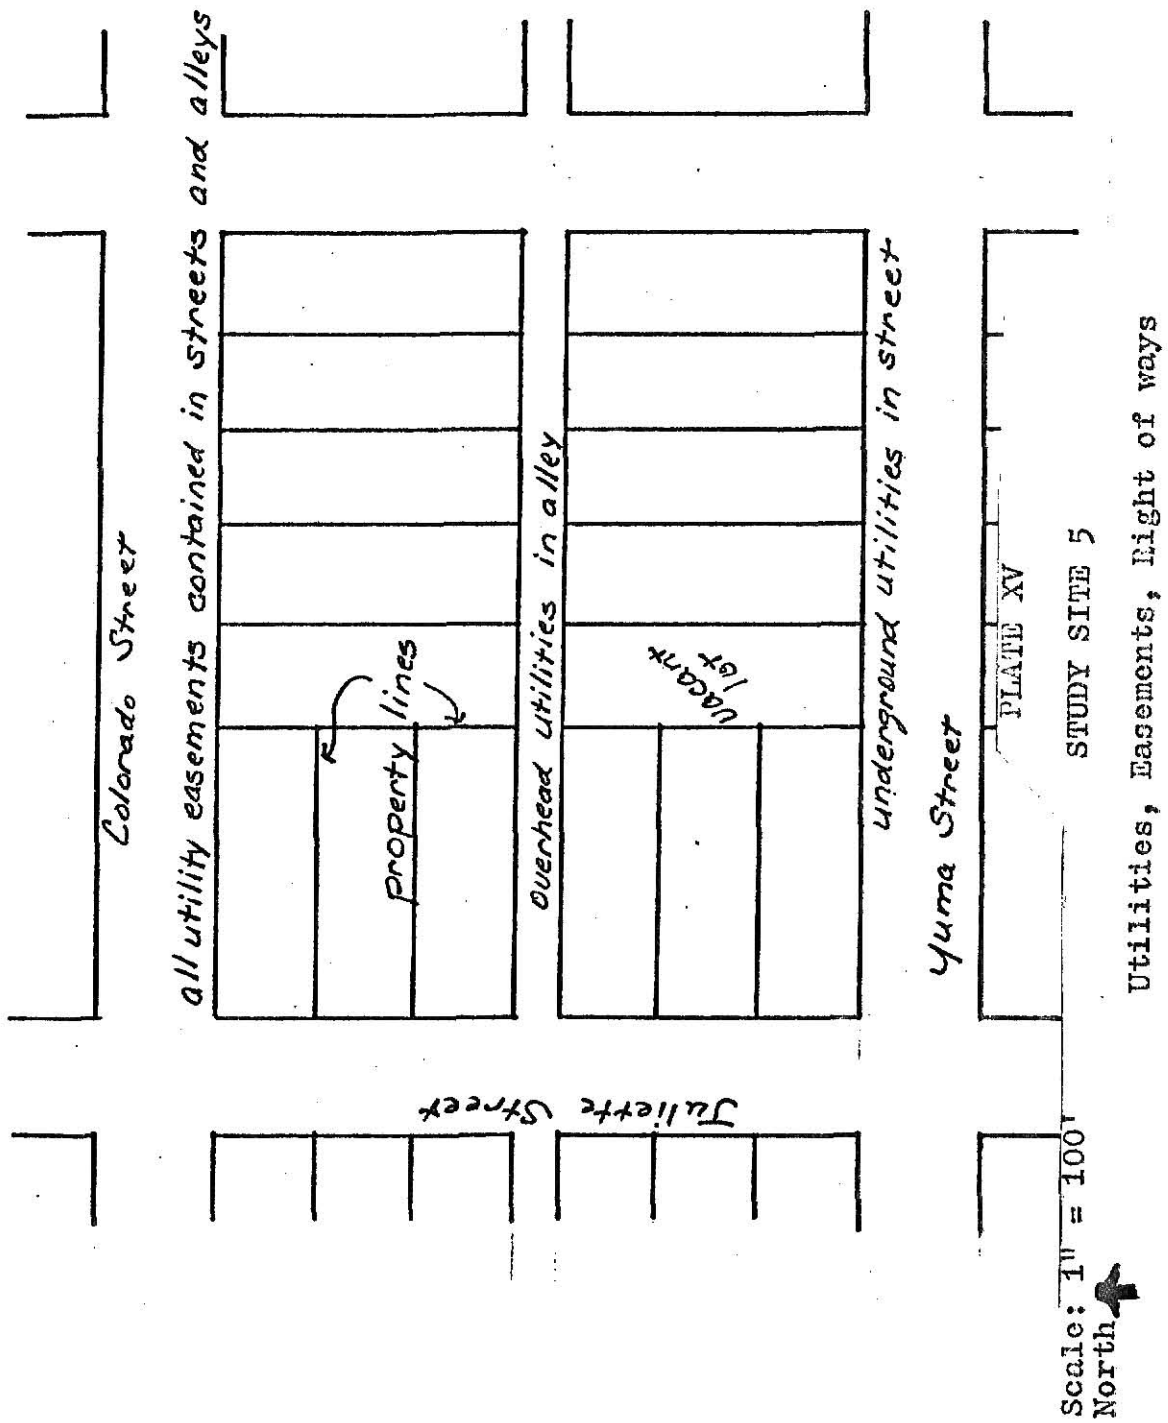 Colorado Street
all utility easements contained in streets and alleys
property lines
overhead utilities in alley
vacant
lot
underground utilities in street
Juliette Street
Yuma Street
PLATE XV
STUDY SITE 5
Utilities, Easements, Right of ways
Scale: 1" = 100'
North